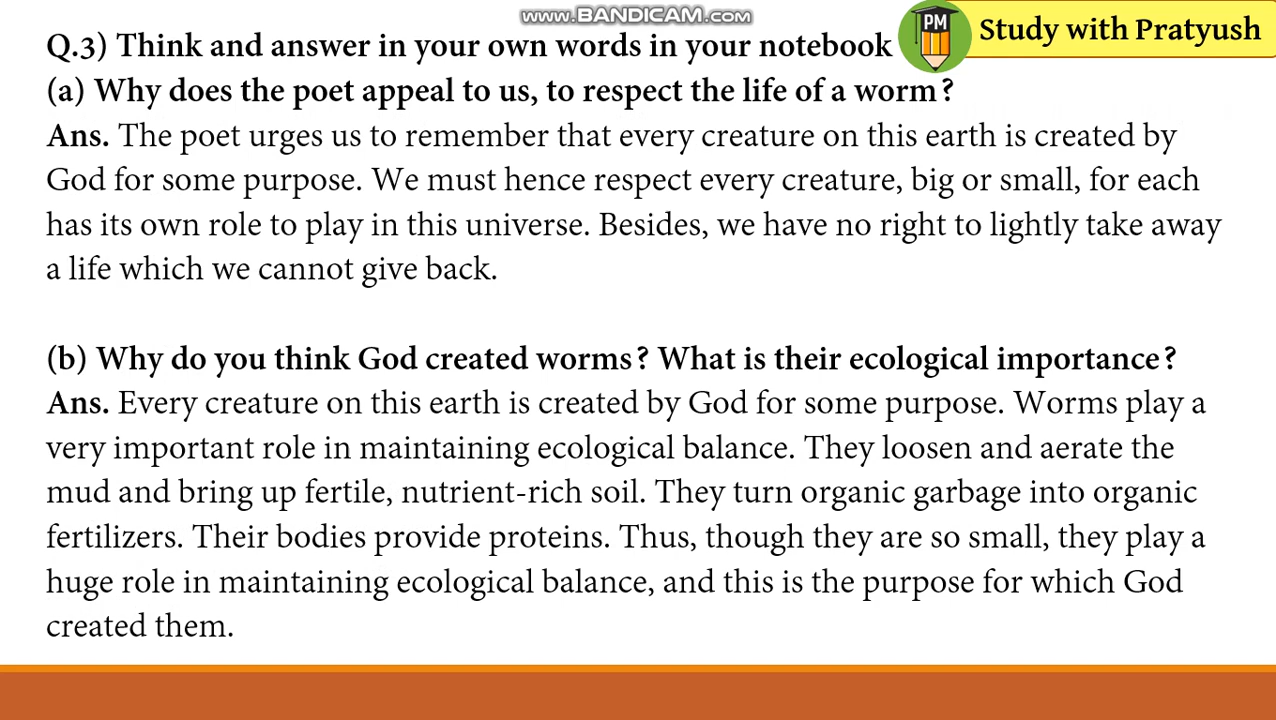 www.BANDICAM.com
Q.3) Think and answer in your own words in your notebook
PM
Study with Pratyush
(a) Why does the poet appeal to us, to respect the life of a worm?
Ans. The poet urges us to remember that every creature on this earth is created by
God for some purpose. We must hence respect every creature, big or small, for each
has its own role to play in this universe. Besides, we have no right to lightly take away
a life which we cannot give back.
(b) Why do you think God created worms? What is their ecological importance?
Ans. Every creature on this earth is created by God for some purpose. Worms play a
very important role in maintaining ecological balance. They loosen and aerate the
mud and bring up fertile, nutrient-rich soil. They turn organic garbage into organic
fertilizers. Their bodies provide proteins. Thus, though they are so small, they play a
huge role in maintaining ecological balance, and this is the purpose for which God
created them.